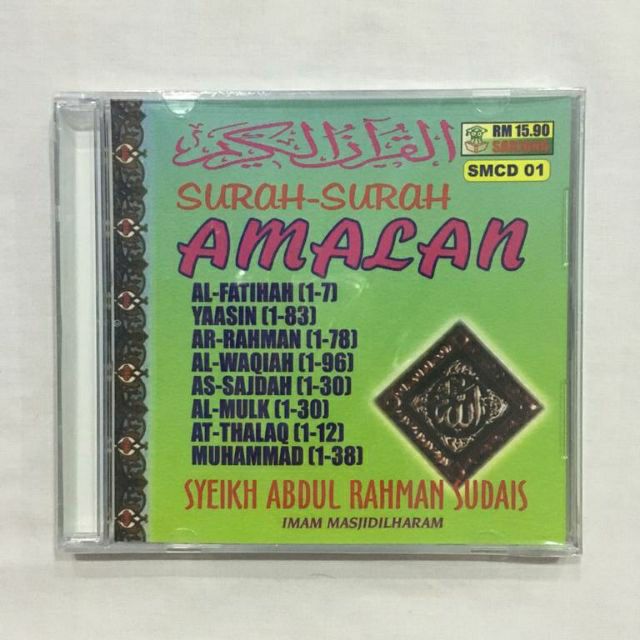 القرآن الكريم
RM 15.90
SMCD 01
SURAH-SURAH
AMALAN
AL-FATIHAH (1-7)
YAASIN (1-83)
AR-RAHMAN (1-78)
AL-WAQIAH (1-96)
AS-SAJDAH (1-30)
AL-MULK (1-30)
AT-THALAQ (1-12)
MUHAMMAD (1-38)
الله
SYEIKH ABDUL RAHMAN SUDAIS
IMAM MASJIDILHARAM